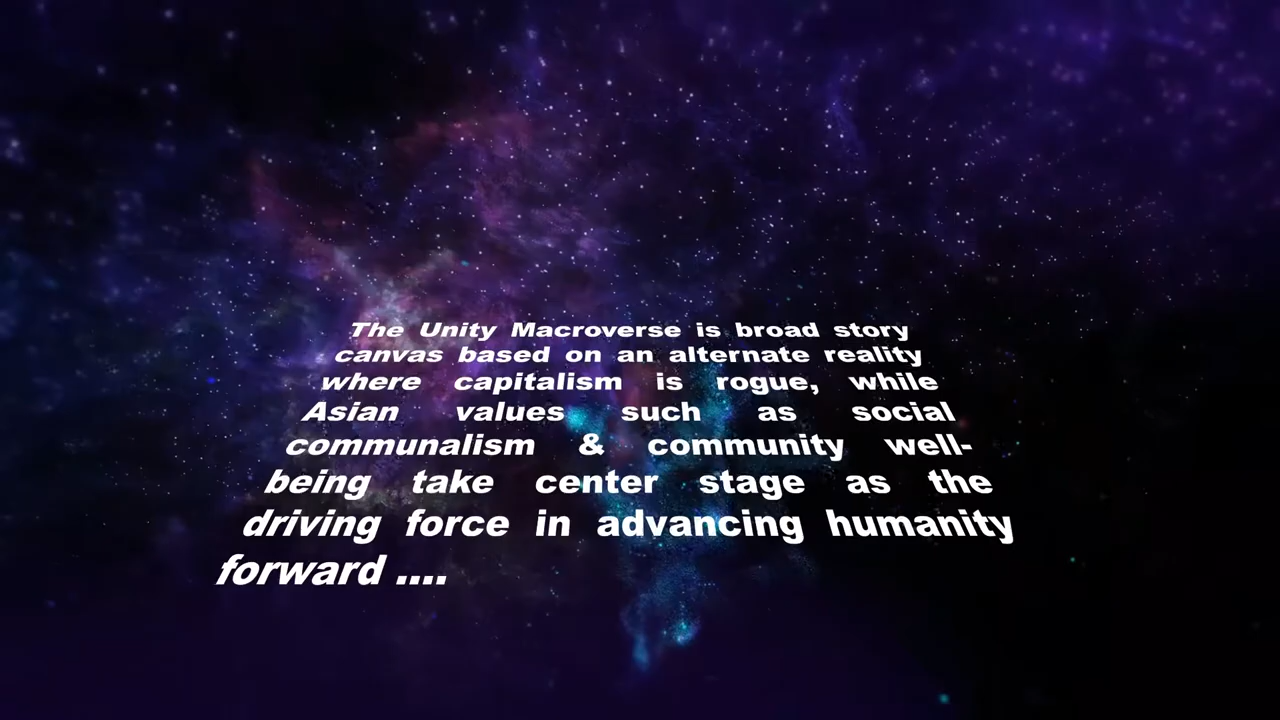 The Unity Macroverse is broad story
canvas based on an alternate reality
where capitalism is rogue, while
Asian values such as social
communalism & community well-
being take center stage as the
driving force in advancing humanity
forward ....